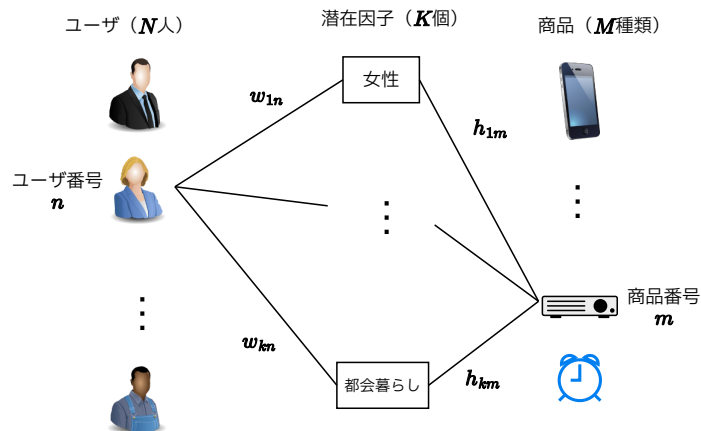 ユーザ（N人）
潜在因子（K個）
商品（M種類）
女性
w1n
h1m
ユーザ番号
n
商品番号
m
wkn
都会暮らし
hkm